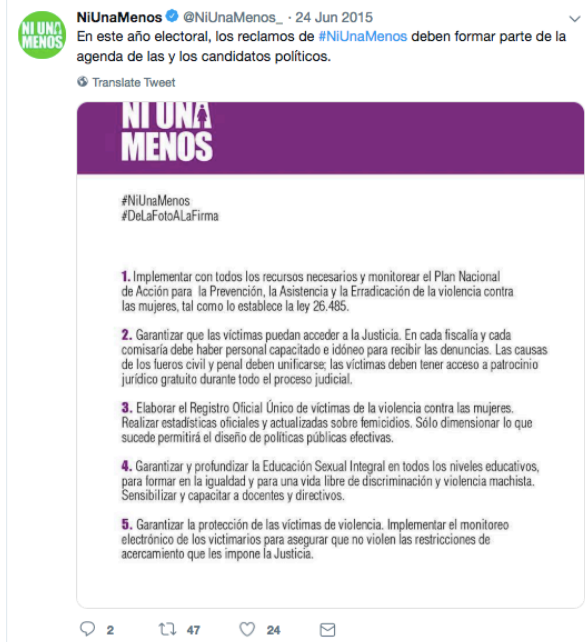 NI UNA
MENOS
NiUnaMenos @NiUnaMenos_ · 24 Jun 2015
En este año electoral, los reclamos de #NiUnaMenos deben formar parte de la
agenda de las y los candidatos políticos.
Translate Tweet
NI UNA
MENOS
#NiUnaMenos
#DeLaFotoALaFirma
1. Implementar con todos los recursos necesarios y monitorear el Plan Nacional
de Acción para la Prevención, la Asistencia y la Erradicación de la violencia contra
las mujeres, tal como lo establece la ley 26.485.
2. Garantizar que las víctimas puedan acceder a la Justicia. En cada fiscalía y cada
comisaría debe haber personal capacitado e idóneo para recibir las denuncias. Las causas
de los fueros civil y penal deben unificarse; las víctimas deben tener acceso a patrocinio
jurídico gratuito durante todo el proceso judicial.
3. Elaborar el Registro Oficial Único de víctimas de la violencia contra las mujeres.
Realizar estadísticas oficiales y actualizadas sobre femicidios. Sólo dimensionar lo que
sucede permitirá el diseño de políticas públicas efectivas.
4. Garantizar y profundizar la Educación Sexual Integral en todos los niveles educativos,
para formar en la igualdad y para una vida libre de discriminación y violencia machista.
Sensibilizar y capacitar a docentes y directivos.
5. Garantizar la protección de las víctimas de violencia. Implementar el monitoreo
electrónico de los victimarios para asegurar que no violen las restricciones de
acercamiento que les impone la Justicia.
2 47 24